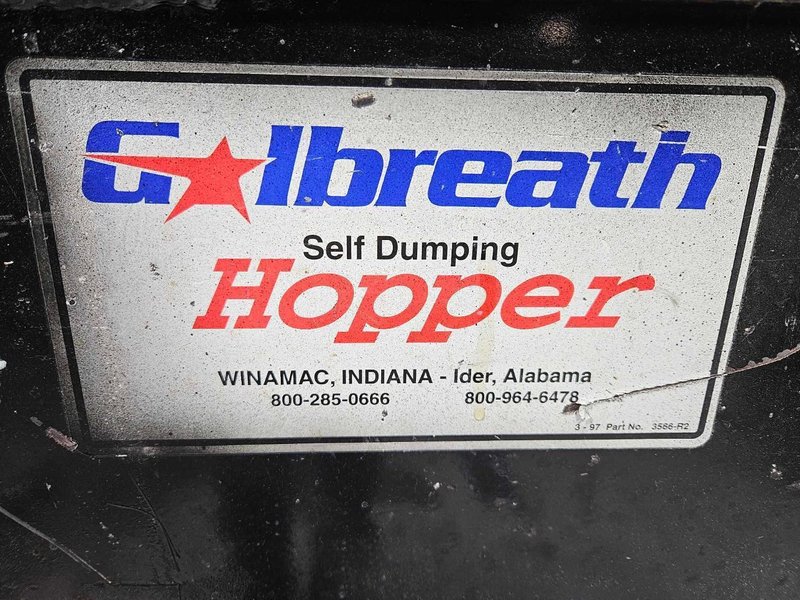 Galbreath
Self Dumping
Hopper
WINAMAC, INDIANA - Ider, Alabama
800-285-0666 800-964-6478
3 - 97 Part No. 3566-R2